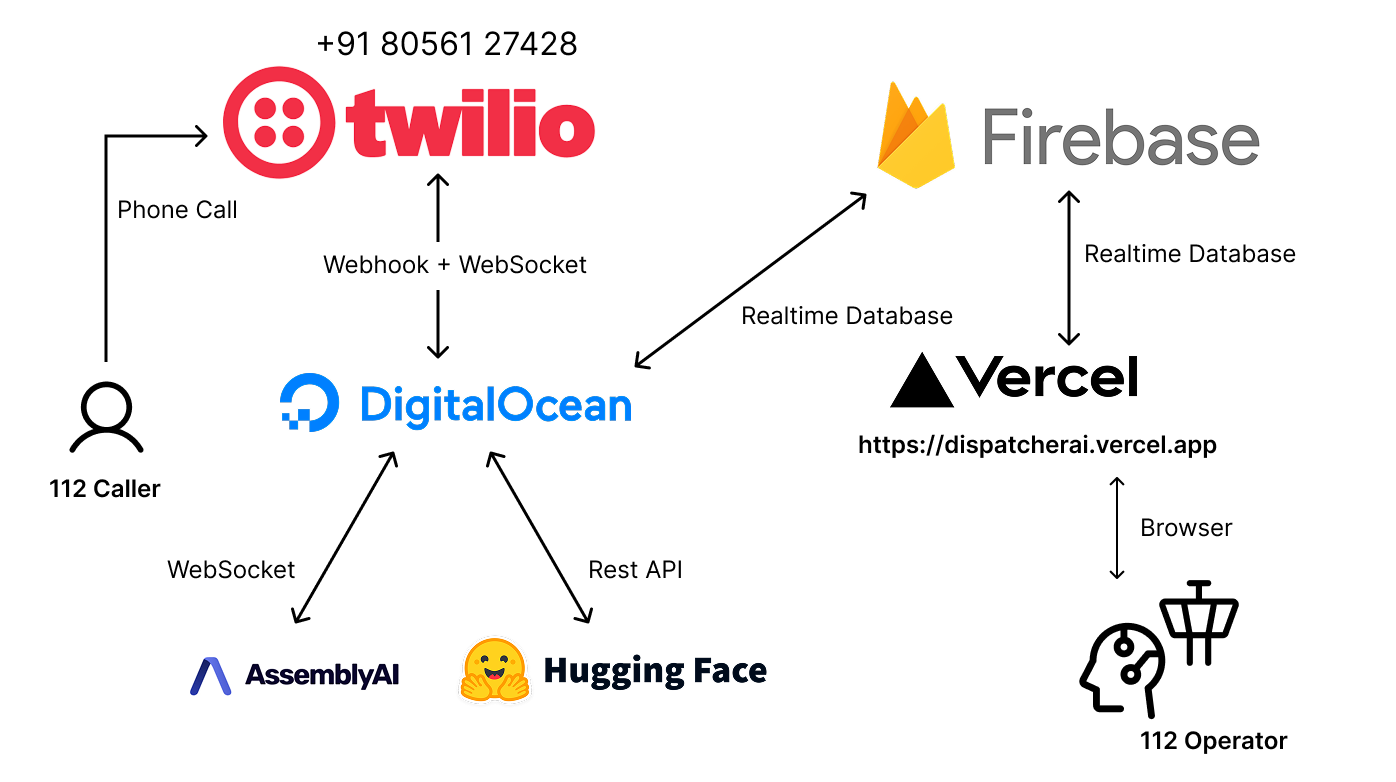 +91 80561 27428
twilio
Firebase
Phone Call
Webhook + WebSocket
Realtime Database
Realtime Database
Vercel
DigitalOcean
https://dispatcherai.vercel.app
112 Caller
Browser
WebSocket
Rest API
AssemblyAI
Hugging Face
112 Operator